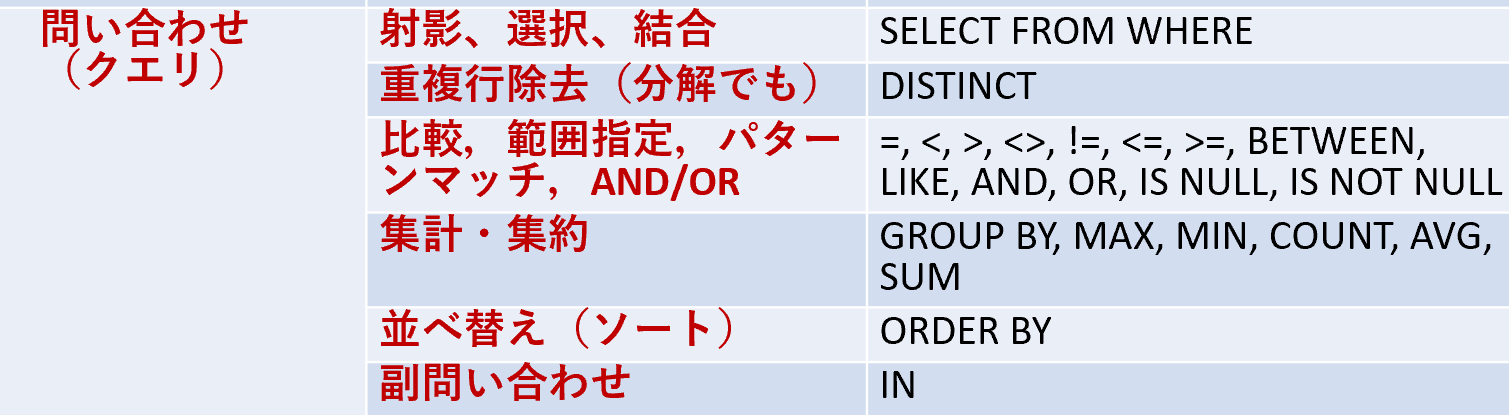 問い合わせ
（クエリ）
射影、選択、結合
SELECT FROM WHERE
重複行除去（分解でも）
DISTINCT
比較，範囲指定，パター
ンマッチ，AND/OR
=, <, >, <>, !=, <=, >=, BETWEEN,
LIKE, AND, OR, IS NULL, IS NOT NULL
集計・集約
GROUP BY, MAX, MIN, COUNT, AVG,
SUM
並べ替え（ソート）
ORDER BY
副問い合わせ
IN